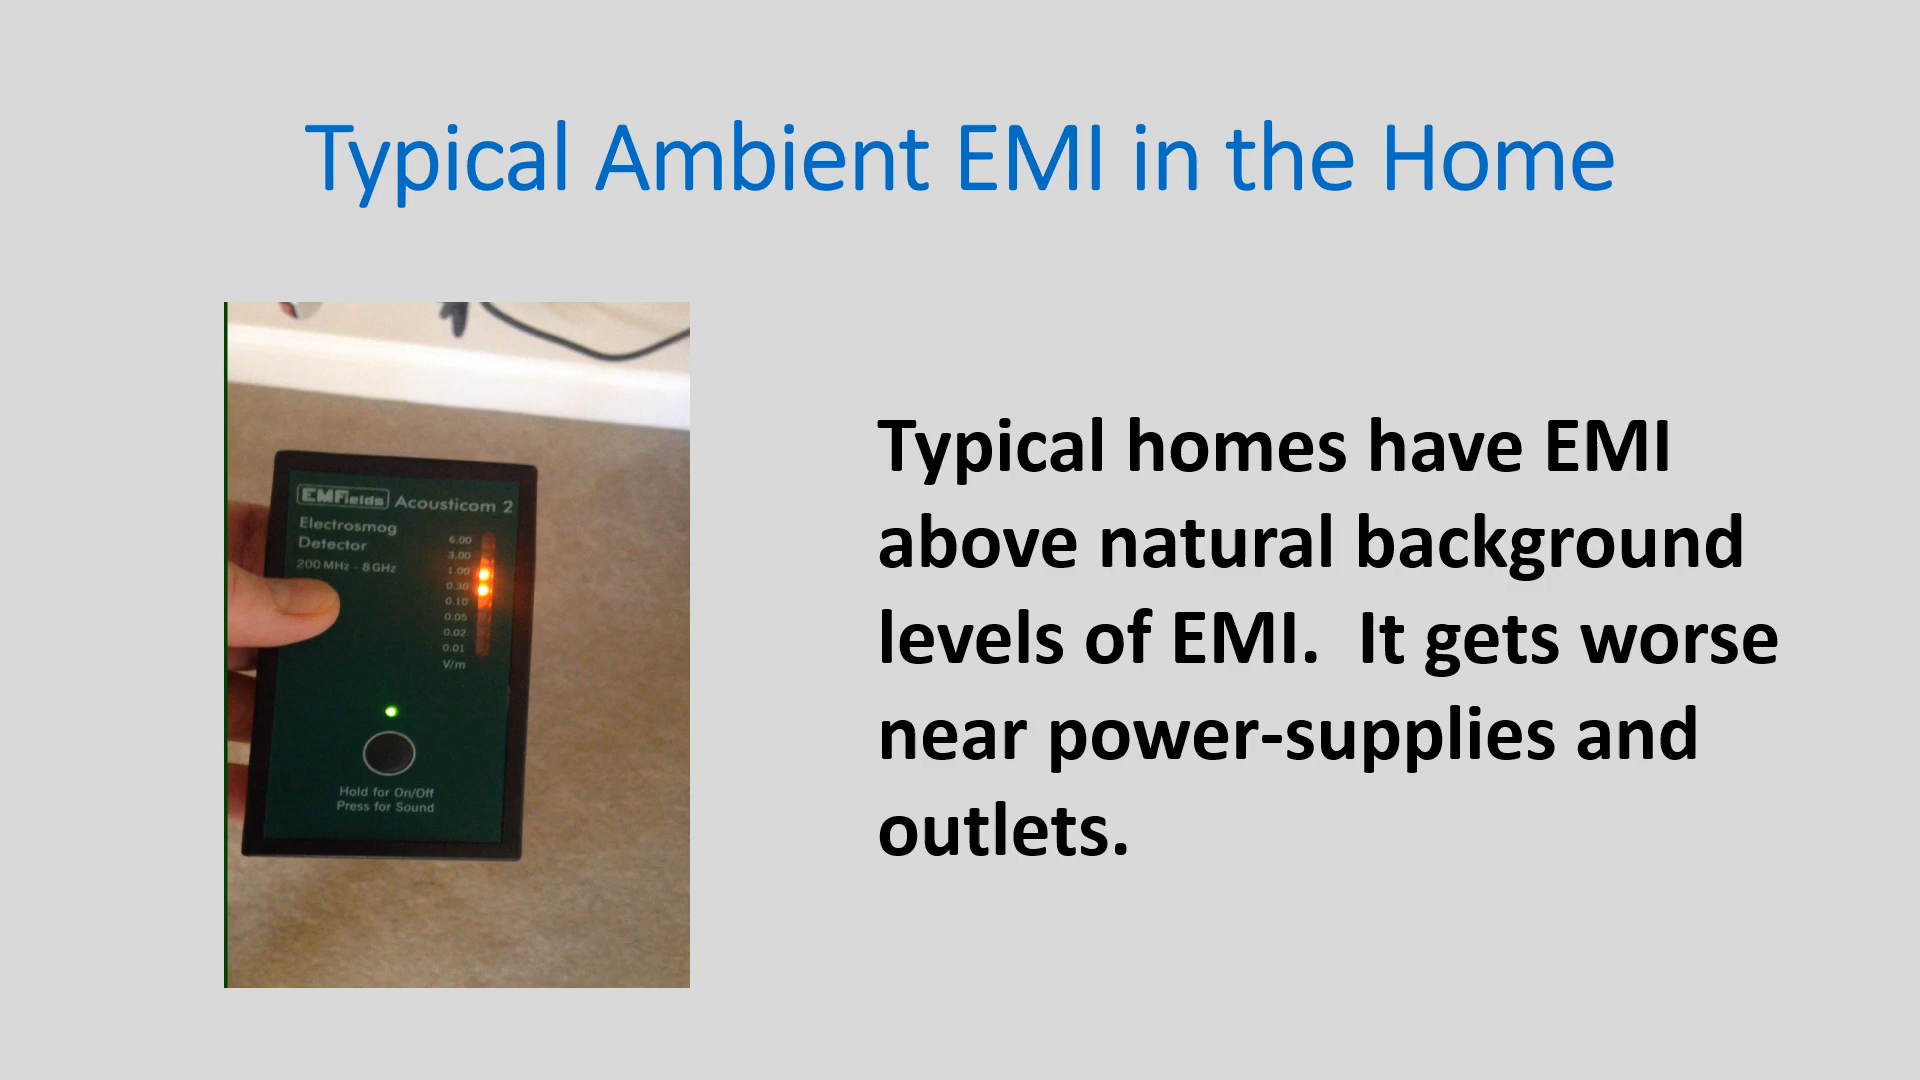 Typical Ambient EMI in the Home
EMFields Acousticom 2
Electrosmog
Detector
200 MHz - 8 GHz
6.00
3.00
1.00
0.30
0.10
0.05
0.02
0.01
V/m
Hold for On/Off
Press for Sound
Typical homes have EMI
above natural background
levels of EMI.  It gets worse
near power-supplies and
outlets.